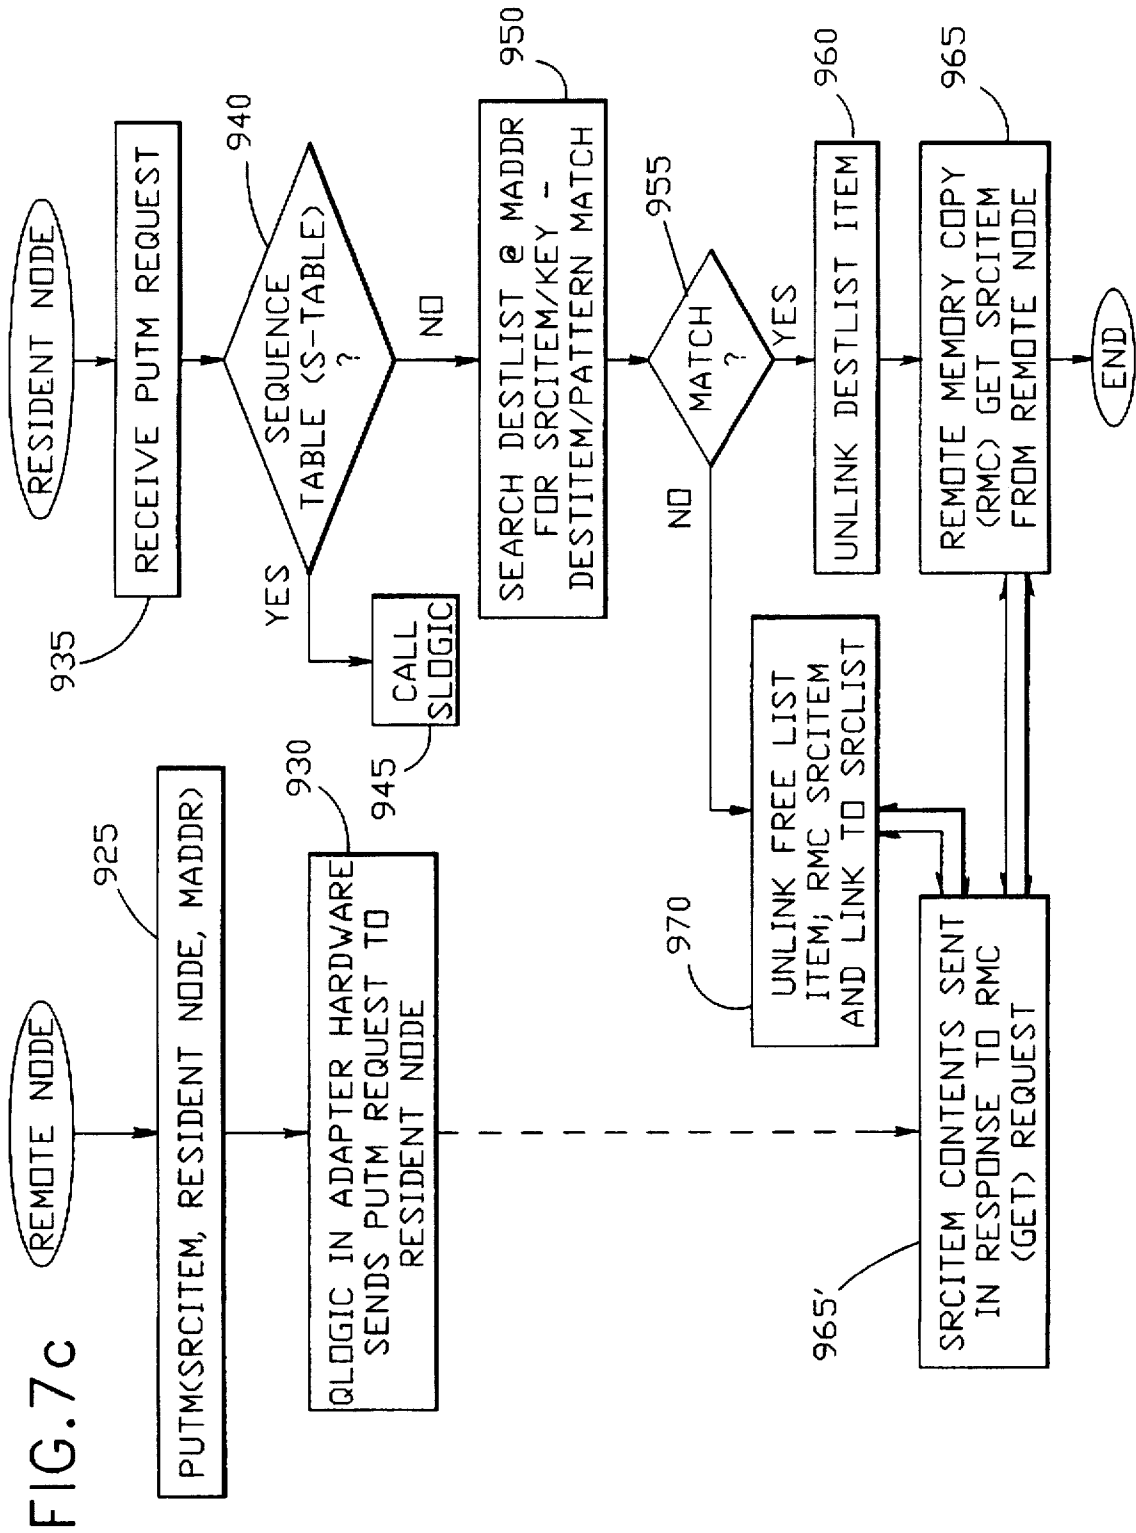 FIG.7c
REMOTE NODE
925
PUTM(SRCITEM, RESIDENT NODE, MADDR)
930
QLOGIC IN ADAPTER HARDWARE
SENDS PUTM REQUEST TO
RESIDENT NODE
965'
SRCITEM CONTENTS SENT
IN RESPONSE TO RMC
(GET) REQUEST
RESIDENT NODE
935
RECEIVE PUTM REQUEST
940
SEQUENCE
TABLE (S-TABLE)
?
YES
NO
945
CALL
SLOGIC
950
SEARCH DESTLIST @ MADDR
FOR SRCITEM/KEY -
DESTITEM/PATTERN MATCH
955
MATCH
?
NO
YES
970
UNLINK FREE LIST
ITEM; RMC SRCITEM
AND LINK TO SRCLIST
960
UNLINK DESTLIST ITEM
965
REMOTE MEMORY COPY
(RMC) GET SRCITEM
FROM REMOTE NODE
END